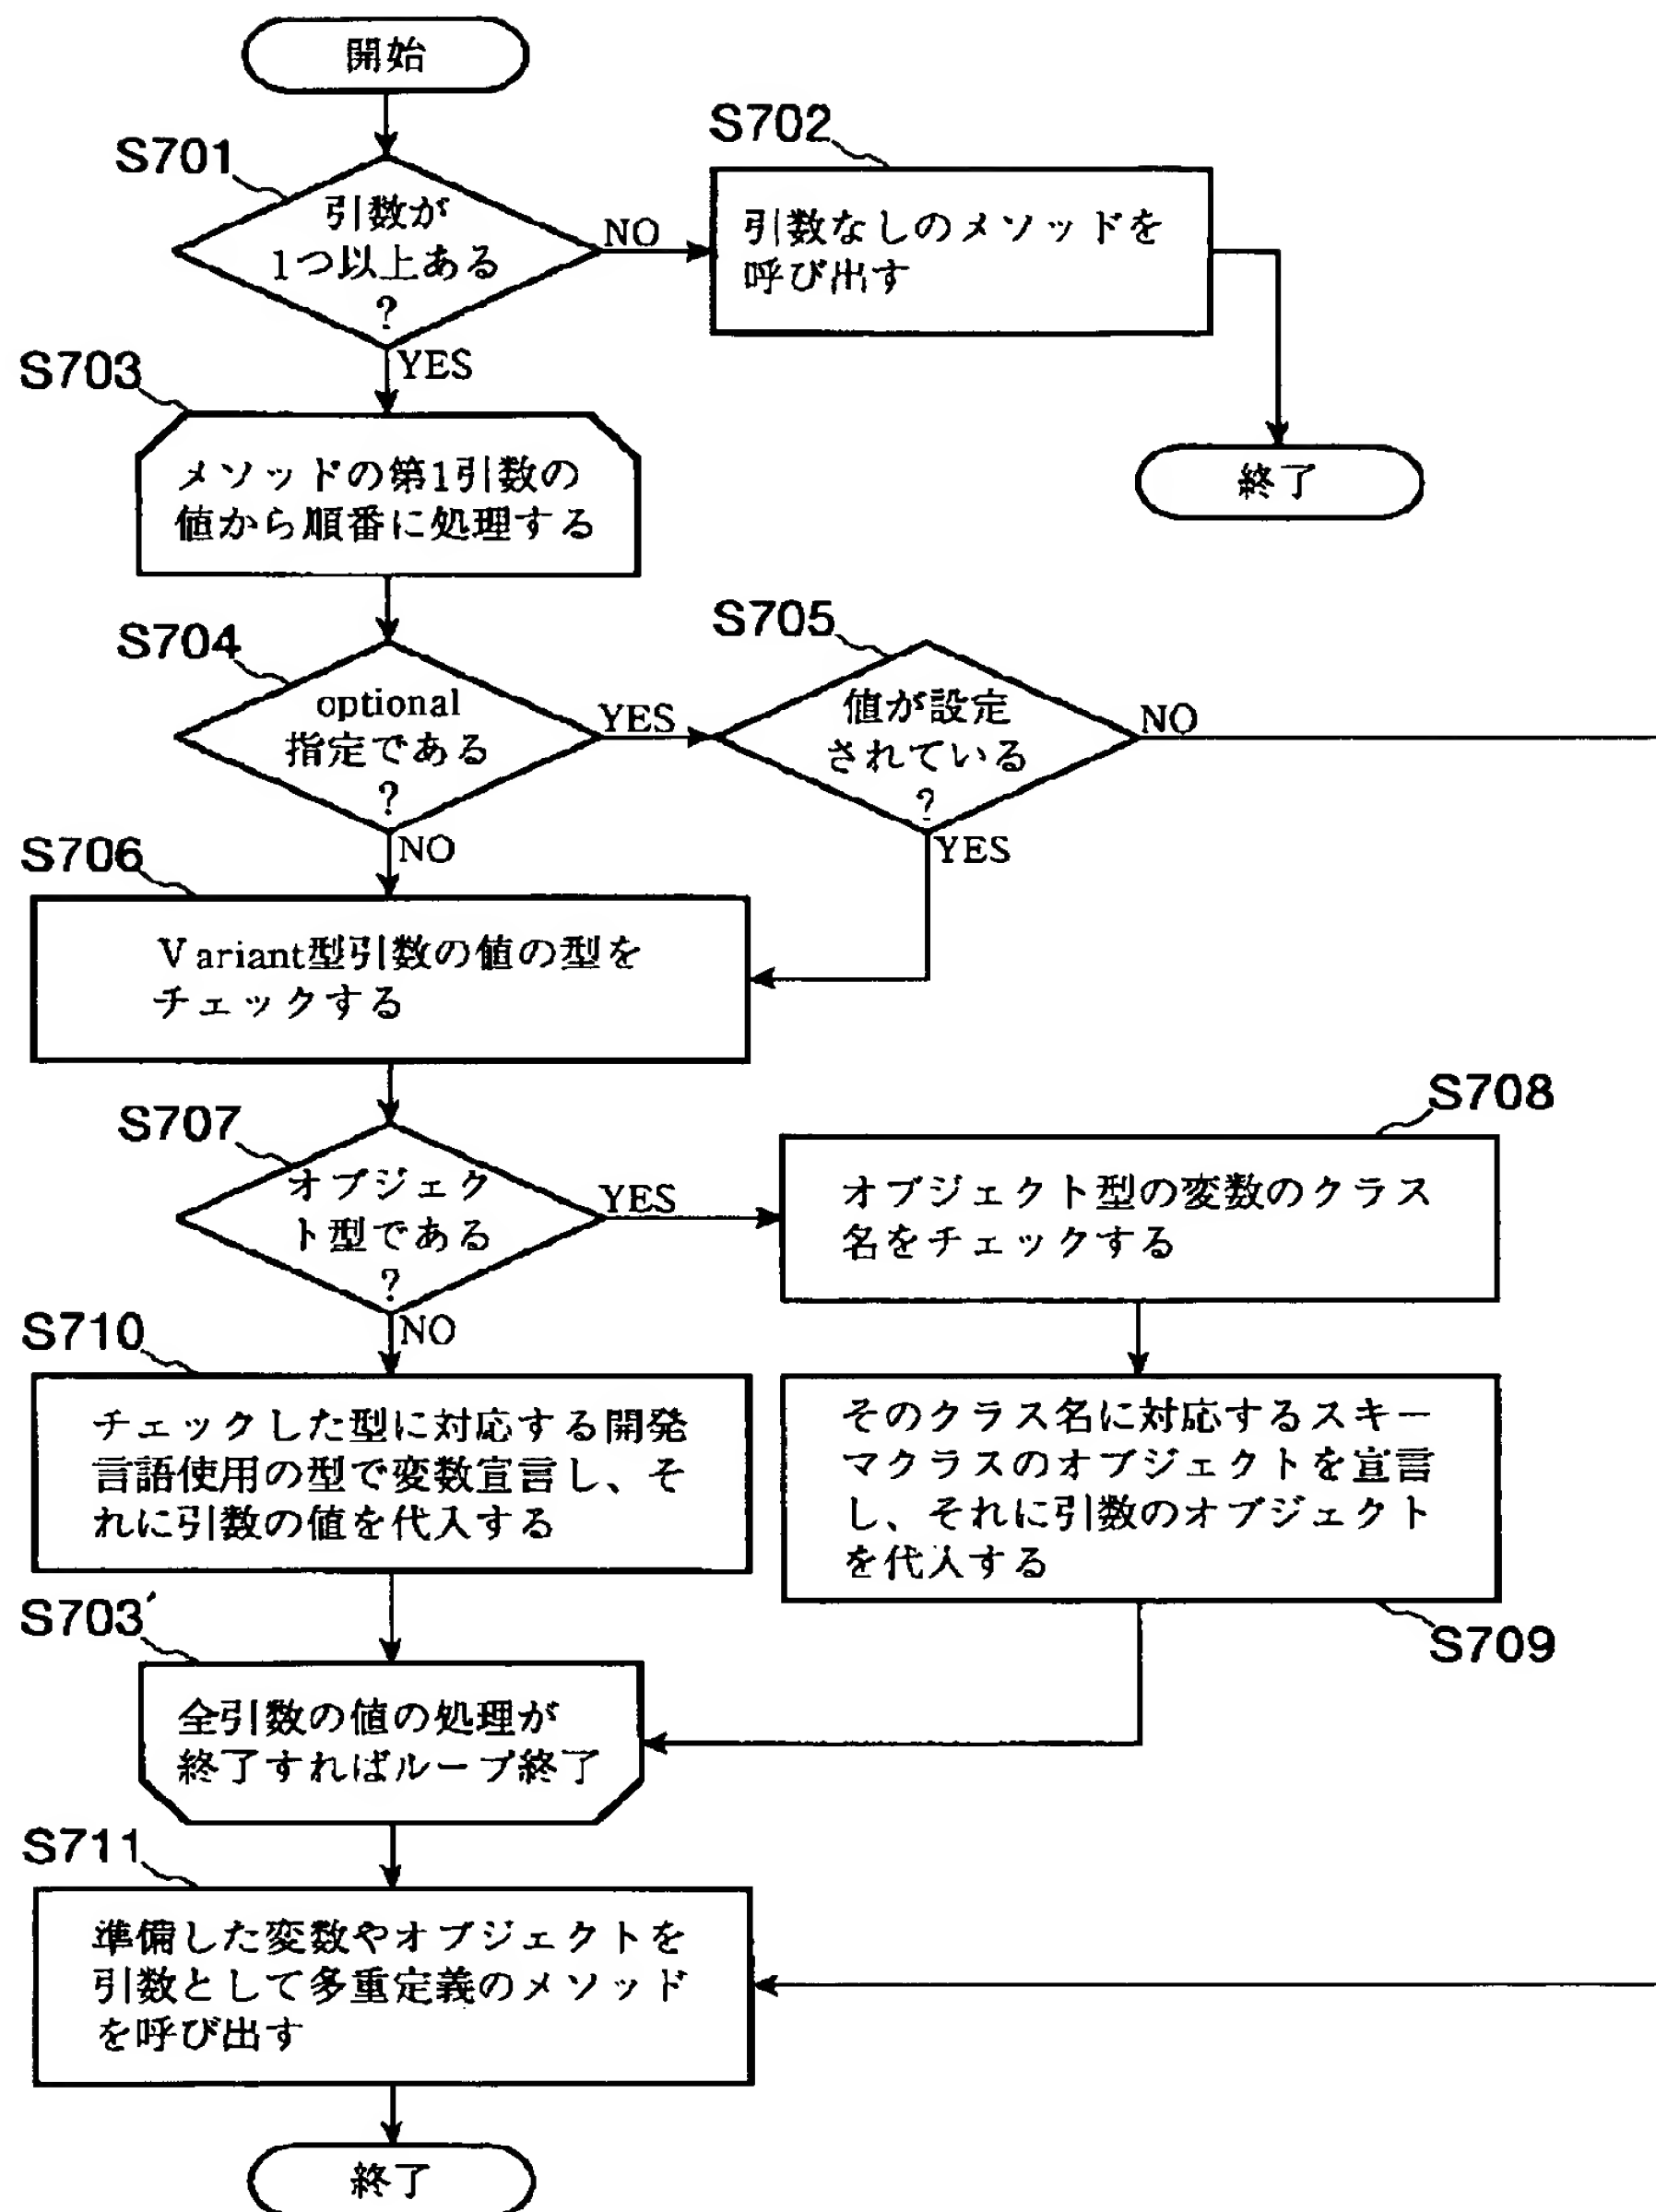 開始
S701
引数が
1つ以上ある
?
NO
YES
S702
引数なしのメソッドを
呼び出す
終了
S703
メソッドの第1引数の
値から順番に処理する
S704
optional
指定である
?
YES
NO
S705
値が設定
されている
?
NO
YES
S706
Variant型引数の値の型を
チェックする
S707
オブジェク
ト型である
?
YES
NO
S708
オブジェクト型の変数のクラス
名をチェックする
S710
チェックした型に対応する開発
言語使用の型で変数宣言し、そ
れに引数の値を代入する
そのクラス名に対応するスキー
マクラスのオブジェクトを宣言
し、それに引数のオブジェクト
を代入する
S709
S703'
全引数の値の処理が
終了すればループ終了
S711
準備した変数やオブジェクトを
引数として多重定義のメソッド
を呼び出す
終了